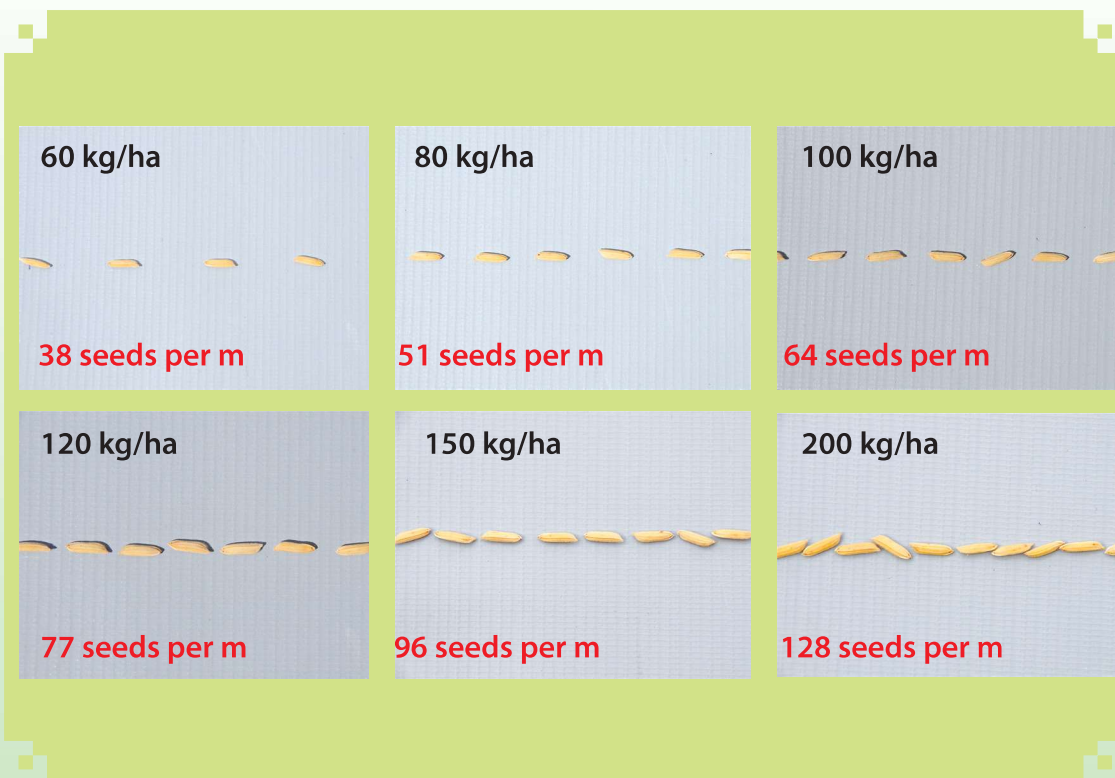 60 kg/ha
80 kg/ha
100 kg/ha
38 seeds per m
51 seeds per m
64 seeds per m
120 kg/ha
150 kg/ha
200 kg/ha
77 seeds per m
96 seeds per m
128 seeds per m